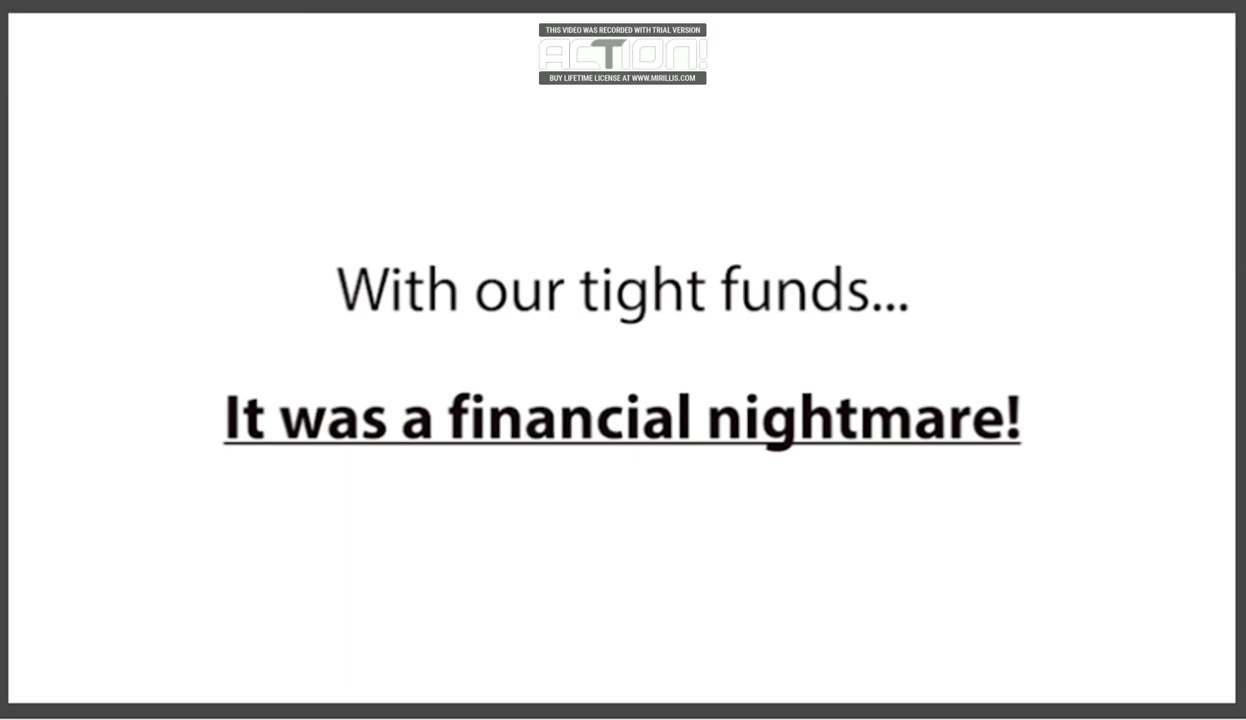 THIS VIDEO WAS RECORDED WITH TRIAL VERSION
ACTION!
BUY LIFETIME LICENSE AT WWW.MIRILLIS.COM
With our tight funds...
It was a financial nightmare!